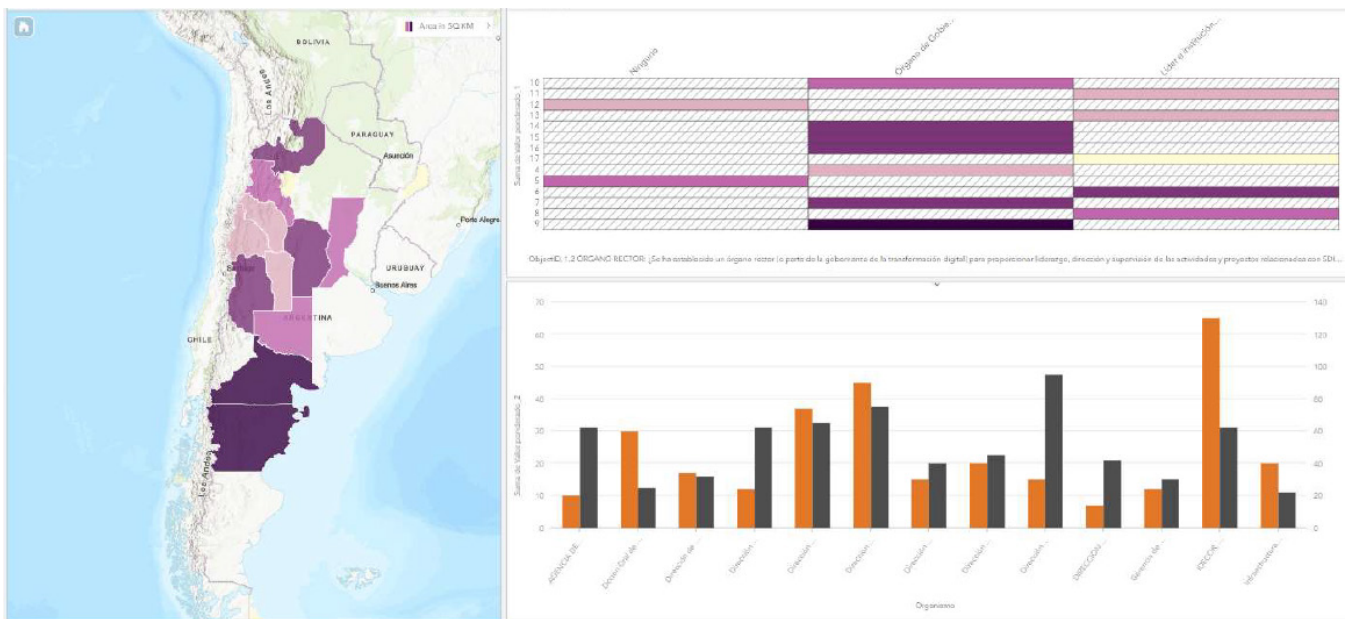 Area in SQ KM
BOLIVIA
Los Andes
PARAGUAY
Asunción
Porto Alegre
URUGUAY
Santiago
Buenos Aires
ARGENTINA
CHILE
Los Andes
Ninguna
Órgano de Gobie...
Líder o Institución...
Suma de Valor ponderado_1
10
11
12
13
14
15
16
17
4
5
6
7
8
9
ObjectID, 1.2 ÓRGANO RECTOR: ¿Se ha establecido un órgano rector (o parte de la gobernanza de la transformación digital) para proporcionar liderazgo, dirección y supervisión de las actividades y proyectos relacionados con SDI...
70
60
50
40
30
20
10
0
140
120
100
80
60
40
20
0
Suma de Valor ponderado_2
AGENCIA DE
Dirección ...
Dirección ...
Dirección ...
Dirección ...
Dirección ...
Dirección ...
DIRECCIÓN ...
Gerencia de ...
IDECOR, ...
Infraestructura...
Organismo